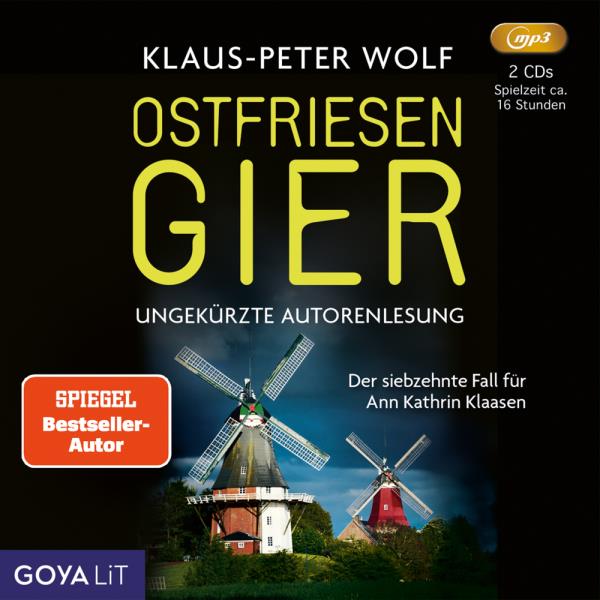 KLAUS-PETER WOLF
mp3
2 CDs
Spielzeit ca.
16 Stunden
OSTFRIESEN
GIER
UNGEKÜRZTE AUTORENLESUNG
Der siebzehnte Fall für
Ann Kathrin Klaasen
SPIEGEL
Bestseller-
Autor
GOYA LiT